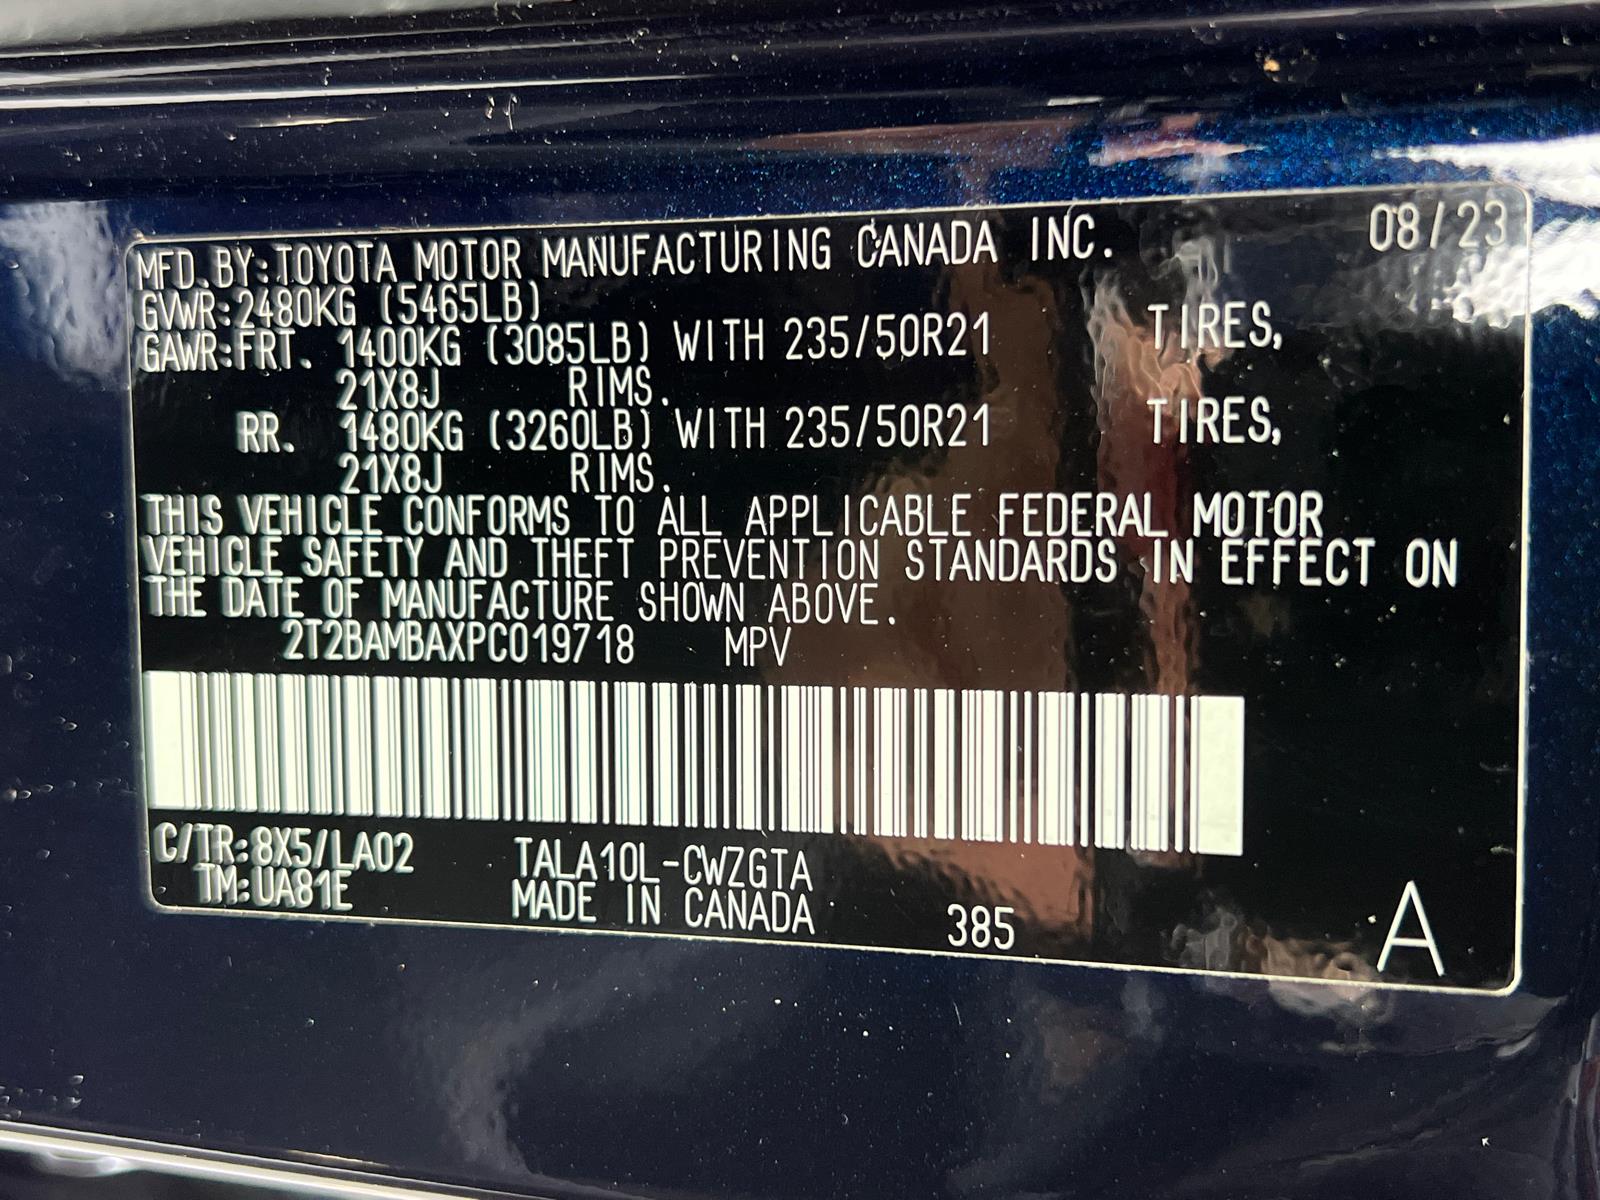 MFD.BY:TOYOTA MOTOR MANUFACTURING CANADA INC. 08/23
GVWR:2480KG (5465LB)
GAWR:FRT. 1400KG (3085LB) WITH 235/50R21 TIRES,
21X8J RIMS.
RR. 1480KG (3260LB) WITH 235/50R21 TIRES,
21X8J RIMS.
THIS VEHICLE CONFORMS TO ALL APPLICABLE FEDERAL MOTOR
VEHICLE SAFETY AND THEFT PREVENTION STANDARDS IN EFFECT ON
THE DATE OF MANUFACTURE SHOWN ABOVE.
2T2BAMBAXPC019718 MPV
C/TR:8X5/LA02 TALA10L-CWZGTA
TM:UA81E MADE IN CANADA 385 A